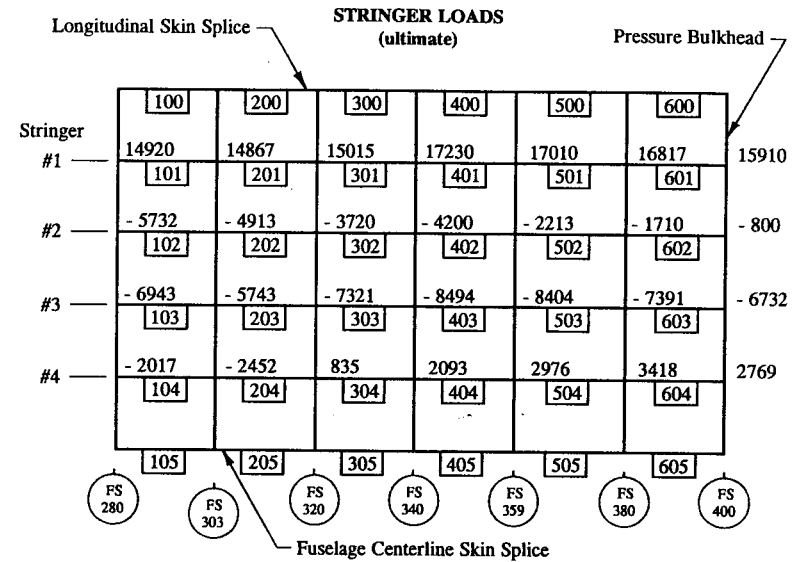 STRINGER LOADS
(ultimate)
Longitudinal Skin Splice
Pressure Bulkhead
100 200 300 400 500 600
Stringer
14920 14867 15015 17230 17010 16817 15910
#1
101 201 301 401 501 601
- 5732 - 4913 - 3720 - 4200 - 2213 - 1710 - 800
#2
102 202 302 402 502 602
- 6943 - 5743 - 7321 - 8494 - 8404 - 7391 - 6732
#3
103 203 303 403 503 603
- 2017 - 2452 835 2093 2976 3418 2769
#4
104 204 304 404 504 604
105 205 305 405 505 605
FS 280
FS 303
FS 320
FS 340
FS 359
FS 380
FS 400
Fuselage Centerline Skin Splice